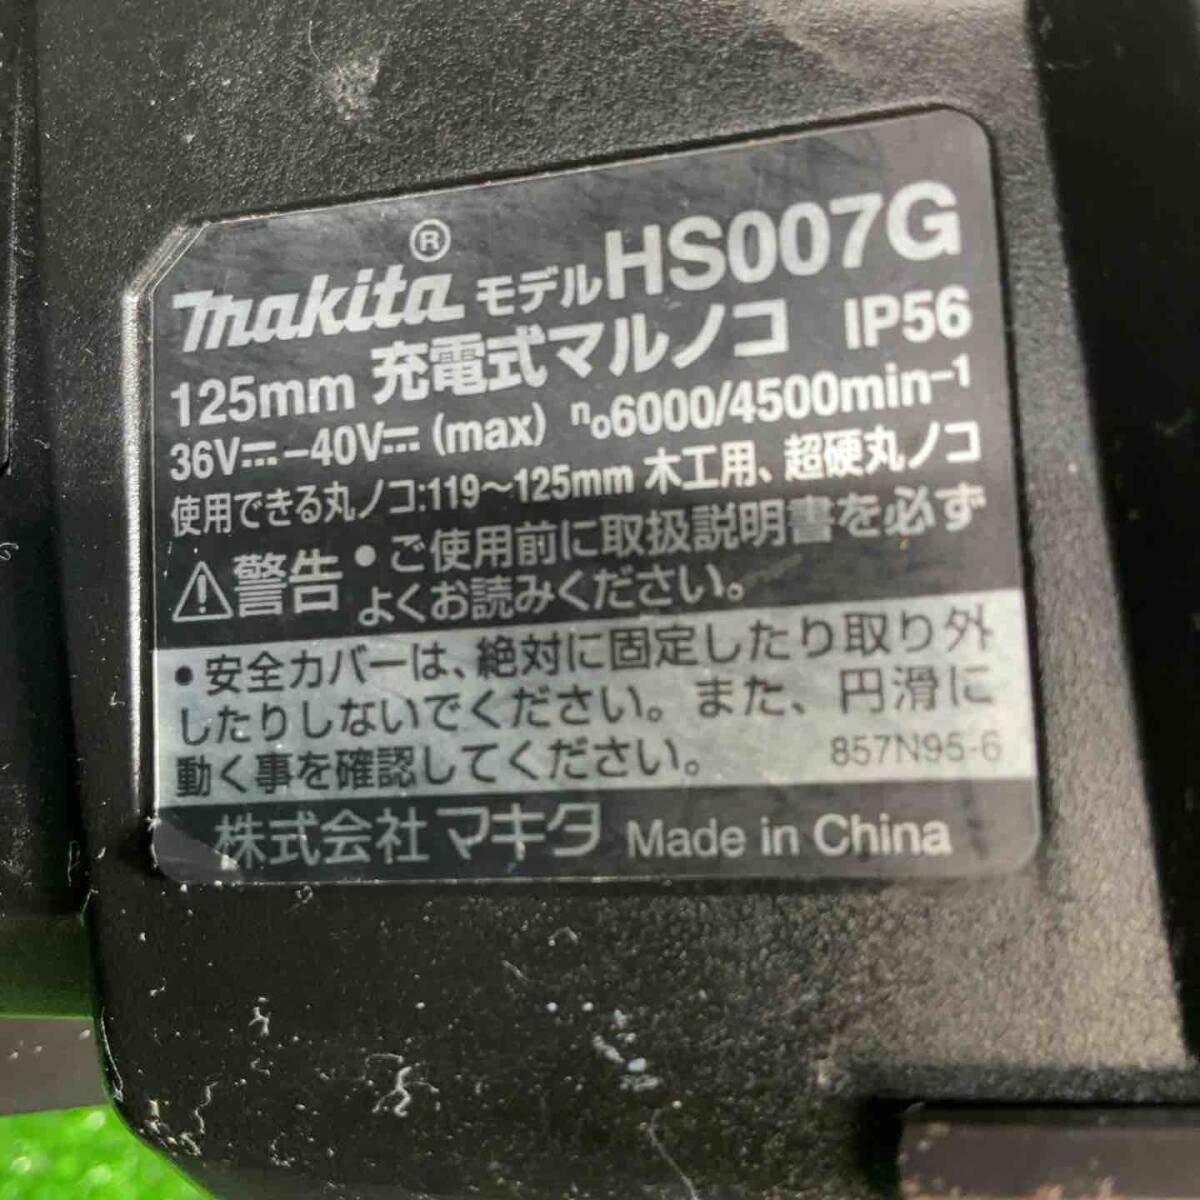 makita® モデル HS007G
125mm 充電式マルノコ IP56
36V⎓-40V⎓ (max) n₀6000/4500min⁻¹
使用できる丸ノコ:119～125mm 木工用、超硬丸ノコ
⚠警告 •ご使用前に取扱説明書を必ず
よくお読みください。
•安全カバーは、絶対に固定したり取り外
したりしないでください。また、円滑に
動く事を確認してください。 857N95-6
株式会社 マキタ Made in China